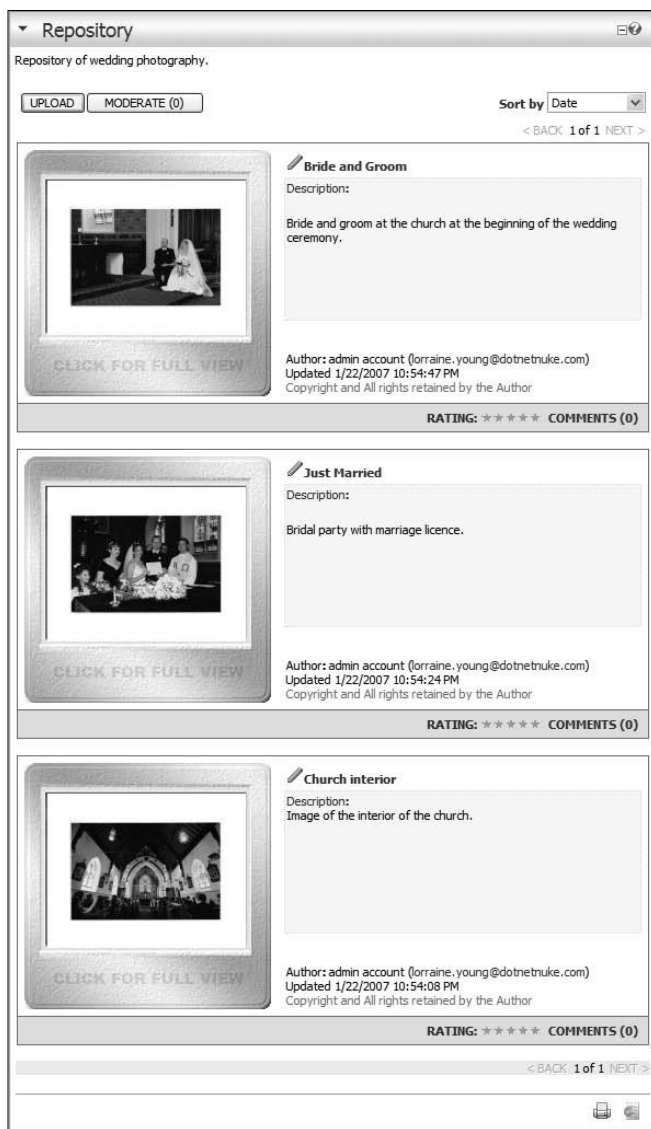 Repository
Repository of wedding photography.
UPLOAD MODERATE (0)
Sort by Date
< BACK 1 of 1 NEXT >
Bride and Groom
Description:
Bride and groom at the church at the beginning of the wedding
ceremony.
CLICK FOR FULL VIEW
Author: admin account (lorraine.young@dotnetnuke.com)
Updated 1/22/2007 10:54:47 PM
Copyright and All rights retained by the Author
RATING: COMMENTS (0)
Just Married
Description:
Bridal party with marriage licence.
CLICK FOR FULL VIEW
Author: admin account (lorraine.young@dotnetnuke.com)
Updated 1/22/2007 10:54:24 PM
Copyright and All rights retained by the Author
RATING: COMMENTS (0)
Church interior
Description:
Image of the interior of the church.
CLICK FOR FULL VIEW
Author: admin account (lorraine.young@dotnetnuke.com)
Updated 1/22/2007 10:54:08 PM
Copyright and All rights retained by the Author
RATING: COMMENTS (0)
< BACK 1 of 1 NEXT >